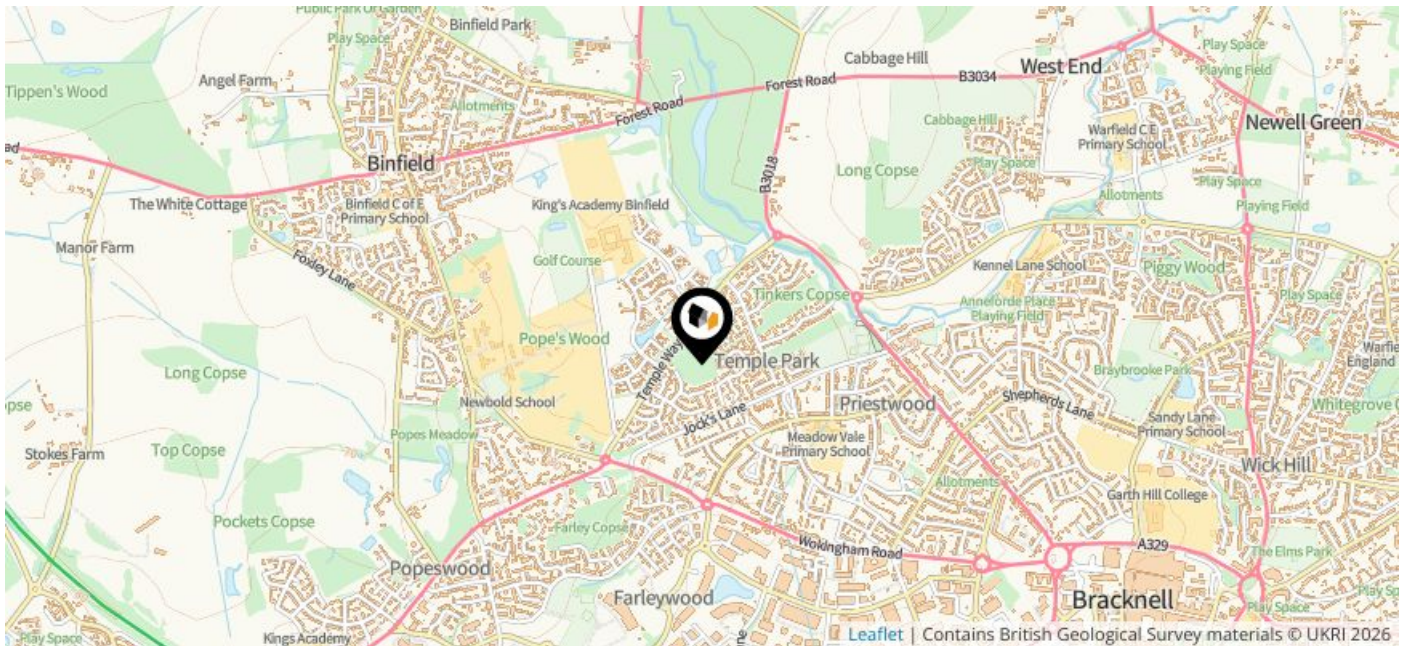 Public Park Or Garden
Binfield Park
Play Space
Angel Farm
Tippen's Wood
Allotments
Forest Road
Binfield
Binfield C of E
Primary School
The White Cottage
Manor Farm
Foxley Lane
King's Academy Binfield
Golf Course
Cabbage Hill
Forest Road
B3034
West End
Play Space
Playing Field
Newell Green
Warfield C E
Primary School
Cabbage Hill
Play Space
Long Copse
B3018
Allotments
Play Space
Playing Field
Kennel Lane School
Piggy Wood
Tinkers Copse
Anneforde Place
Playing Field
Play Space
Pope's Wood
Temple Way
Temple Park
Long Copse
Newbold School
Popes Meadow
Top Copse
Stokes Farm
Pockets Copse
Jock's Lane
Priestwood
Meadow Vale
Primary School
Shepherds Lane
Braybrooke Park
Sandy Lane
Primary School
England
Whitegrove
Wick Hill
Allotments
Garth Hill College
Farley Copse
Wokingham Road
A329
The Elms Park
Popeswood
Farleywood
Bracknell
Play Space
Play Space
Kings Academy
Leaflet | Contains British Geological Survey materials © UKRI 2026